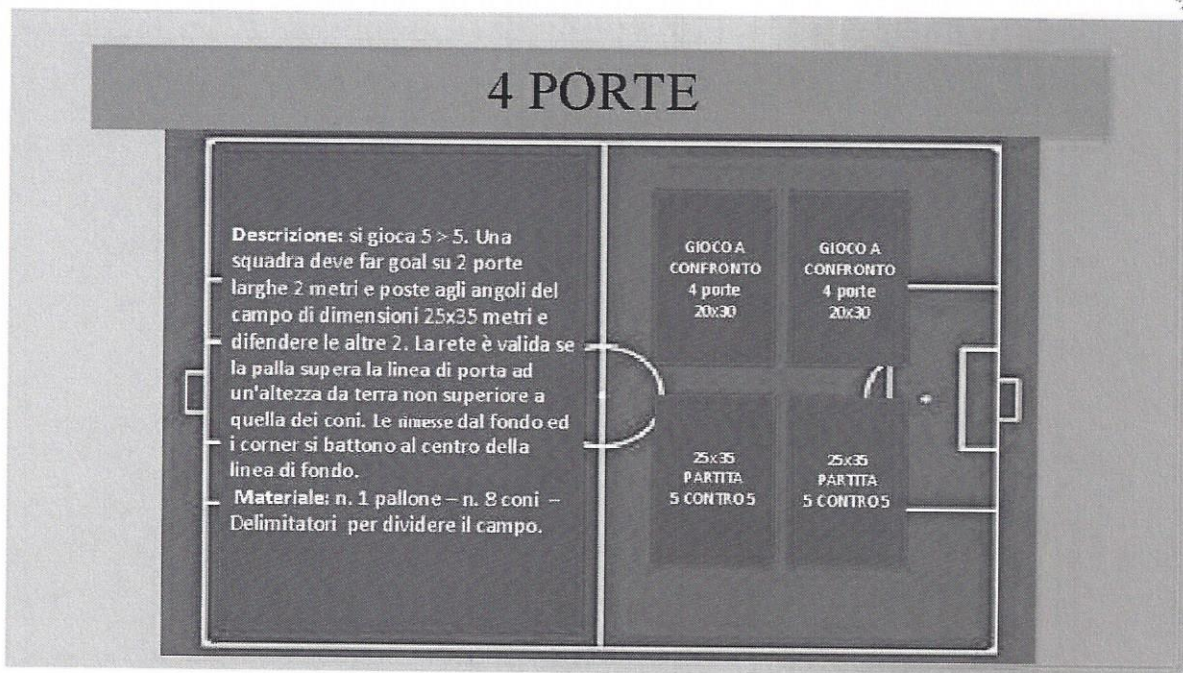 4 PORTE
Descrizione: si gioca 5 > 5. Una
squadra deve far goal su 2 porte
larghe 2 metri e poste agli angoli del
campo di dimensioni 25x35 metri e
difendere le altre 2. La rete è valida se
la palla supera la linea di porta ad
un'altezza da terra non superiore a
quella dei coni. Le rimesse dal fondo ed
i corner si battono al centro della
linea di fondo.
Materiale: n. 1 pallone – n. 8 coni –
Delimitatori per dividere il campo.
GIOCO A
CONFRONTO
4 porte
20x30
GIOCO A
CONFRONTO
4 porte
20x30
25x35
PARTITA
5 CONTRO 5
25x35
PARTITA
5 CONTRO 5